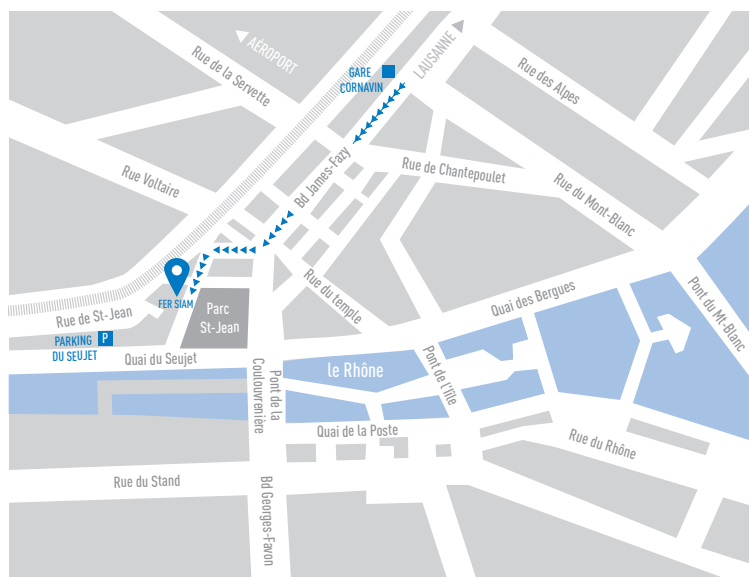 AÉROPORT
LAUSANNE
Rue de la Servette
GARE
CORNAVIN
Rue des Alpes
Rue Voltaire
Bd James-Fazy
Rue de Chantepoulet
Rue du Mont-Blanc
FER SIAM
Rue du temple
Quai des Bergues
Pont du Mt-Blanc
Parc
St-Jean
Rue de St-Jean
PARKING P
DU SEUJET
Quai du Seujet
le Rhône
Pont de l'Ile
Pont de la
Coulouvrenière
Quai de la Poste
Rue du Rhône
Rue du Stand
Bd Georges-Favon